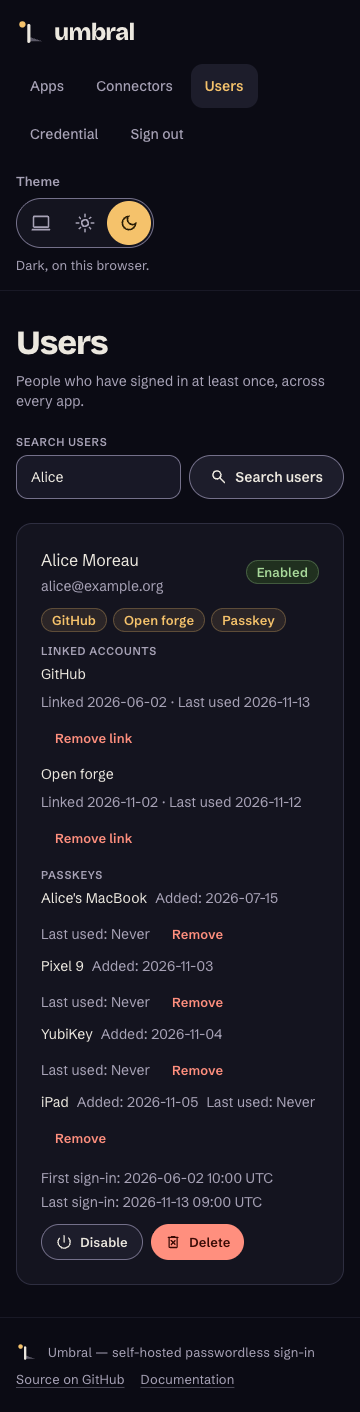 umbral
Apps Connectors Users
Credential Sign out
Theme
Dark, on this browser.
Users
People who have signed in at least once, across
every app.
SEARCH USERS
Alice Search users
Alice Moreau
Enabled
alice@example.org
GitHub Open forge Passkey
LINKED ACCOUNTS
GitHub
Linked 2026-06-02 · Last used 2026-11-13
Remove link
Open forge
Linked 2026-11-02 · Last used 2026-11-12
Remove link
PASSKEYS
Alice's MacBook Added: 2026-07-15
Last used: Never Remove
Pixel 9 Added: 2026-11-03
Last used: Never Remove
YubiKey Added: 2026-11-04
Last used: Never Remove
iPad Added: 2026-11-05 Last used: Never
Remove
First sign-in: 2026-06-02 10:00 UTC
Last sign-in: 2026-11-13 09:00 UTC
Disable Delete
Umbral — self-hosted passwordless sign-in
Source on GitHub Documentation